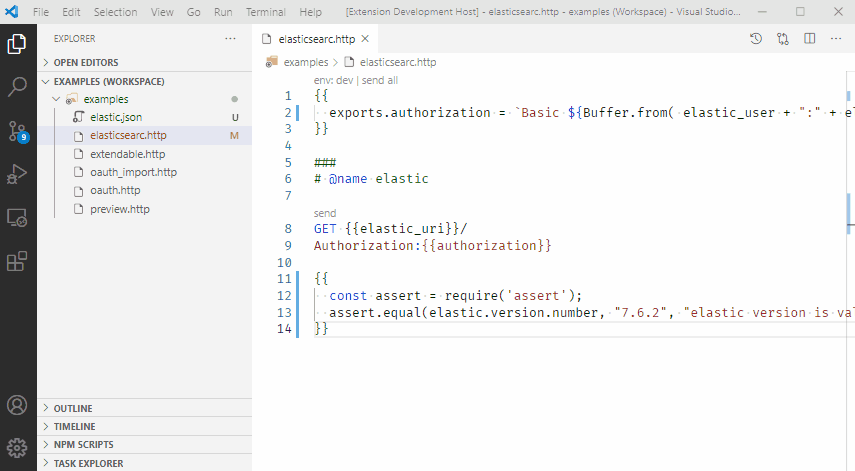 File Edit Selection View Go Run Terminal Help [Extension Development Host] - elasticsearc.http - examples (Workspace) - Visual Studio...
EXPLORER ...
elasticsearc.http
OPEN EDITORS
examples > elasticsearc.http
EXAMPLES (WORKSPACE)
env: dev | send all
examples
1 {{
elastic.json U
2 exports.authorization = `Basic ${Buffer.from( elastic_user + ":" + el
elasticsearc.http M
3 }}
extendable.http
4
oauth_import.http
5 ###
oauth.http
6 # @name elastic
preview.http
7
send
8 GET {{elastic_uri}}/
9 Authorization:{{authorization}}
10
11 {{
12 const assert = require('assert');
13 assert.equal(elastic.version.number, "7.6.2", "elastic version is val
14 }}
9
OUTLINE
TIMELINE
NPM SCRIPTS
TASK EXPLORER